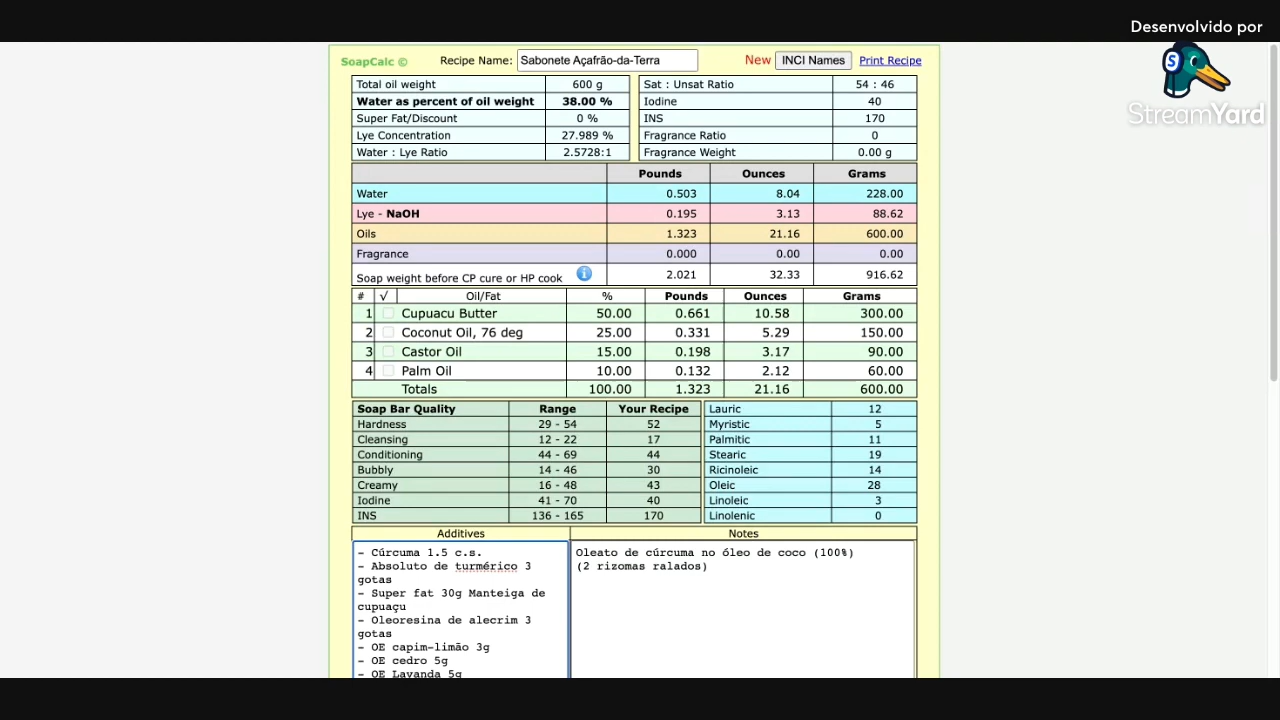 Desenvolvido por
S
StreamYard
SoapCalc © Recipe Name: Sabonete Açafrão-da-Terra New INCI Names Print Recipe
Total oil weight 600 g
Water as percent of oil weight 38.00 %
Super Fat/Discount 0 %
Lye Concentration 27.989 %
Water : Lye Ratio 2.5728:1
Sat : Unsat Ratio 54 : 46
Iodine 40
INS 170
Fragrance Ratio 0
Fragrance Weight 0.00 g
Pounds Ounces Grams
Water 0.503 8.04 228.00
Lye - NaOH 0.195 3.13 88.62
Oils 1.323 21.16 600.00
Fragrance 0.000 0.00 0.00
Soap weight before CP cure or HP cook i 2.021 32.33 916.62
# √ Oil/Fat % Pounds Ounces Grams
1 Cupuacu Butter 50.00 0.661 10.58 300.00
2 Coconut Oil, 76 deg 25.00 0.331 5.29 150.00
3 Castor Oil 15.00 0.198 3.17 90.00
4 Palm Oil 10.00 0.132 2.12 60.00
Totals 100.00 1.323 21.16 600.00
Soap Bar Quality Range Your Recipe
Hardness 29 - 54 52
Cleansing 12 - 22 17
Conditioning 44 - 69 44
Bubbly 14 - 46 30
Creamy 16 - 48 43
Iodine 41 - 70 40
INS 136 - 165 170
Lauric 12
Myristic 5
Palmitic 11
Stearic 19
Ricinoleic 14
Oleic 28
Linoleic 3
Linolenic 0
Additives
- Cúrcuma 1.5 c.s.
- Absoluto de turmérico 3
gotas
- Super fat 30g Manteiga de
cupuaçu
- Oleoresina de alecrim 3
gotas
- OE capim-limão 3g
- OE cedro 5g
- OE Lavanda 5g
Notes
Oleato de cúrcuma no óleo de coco (100%)
(2 rizomas ralados)